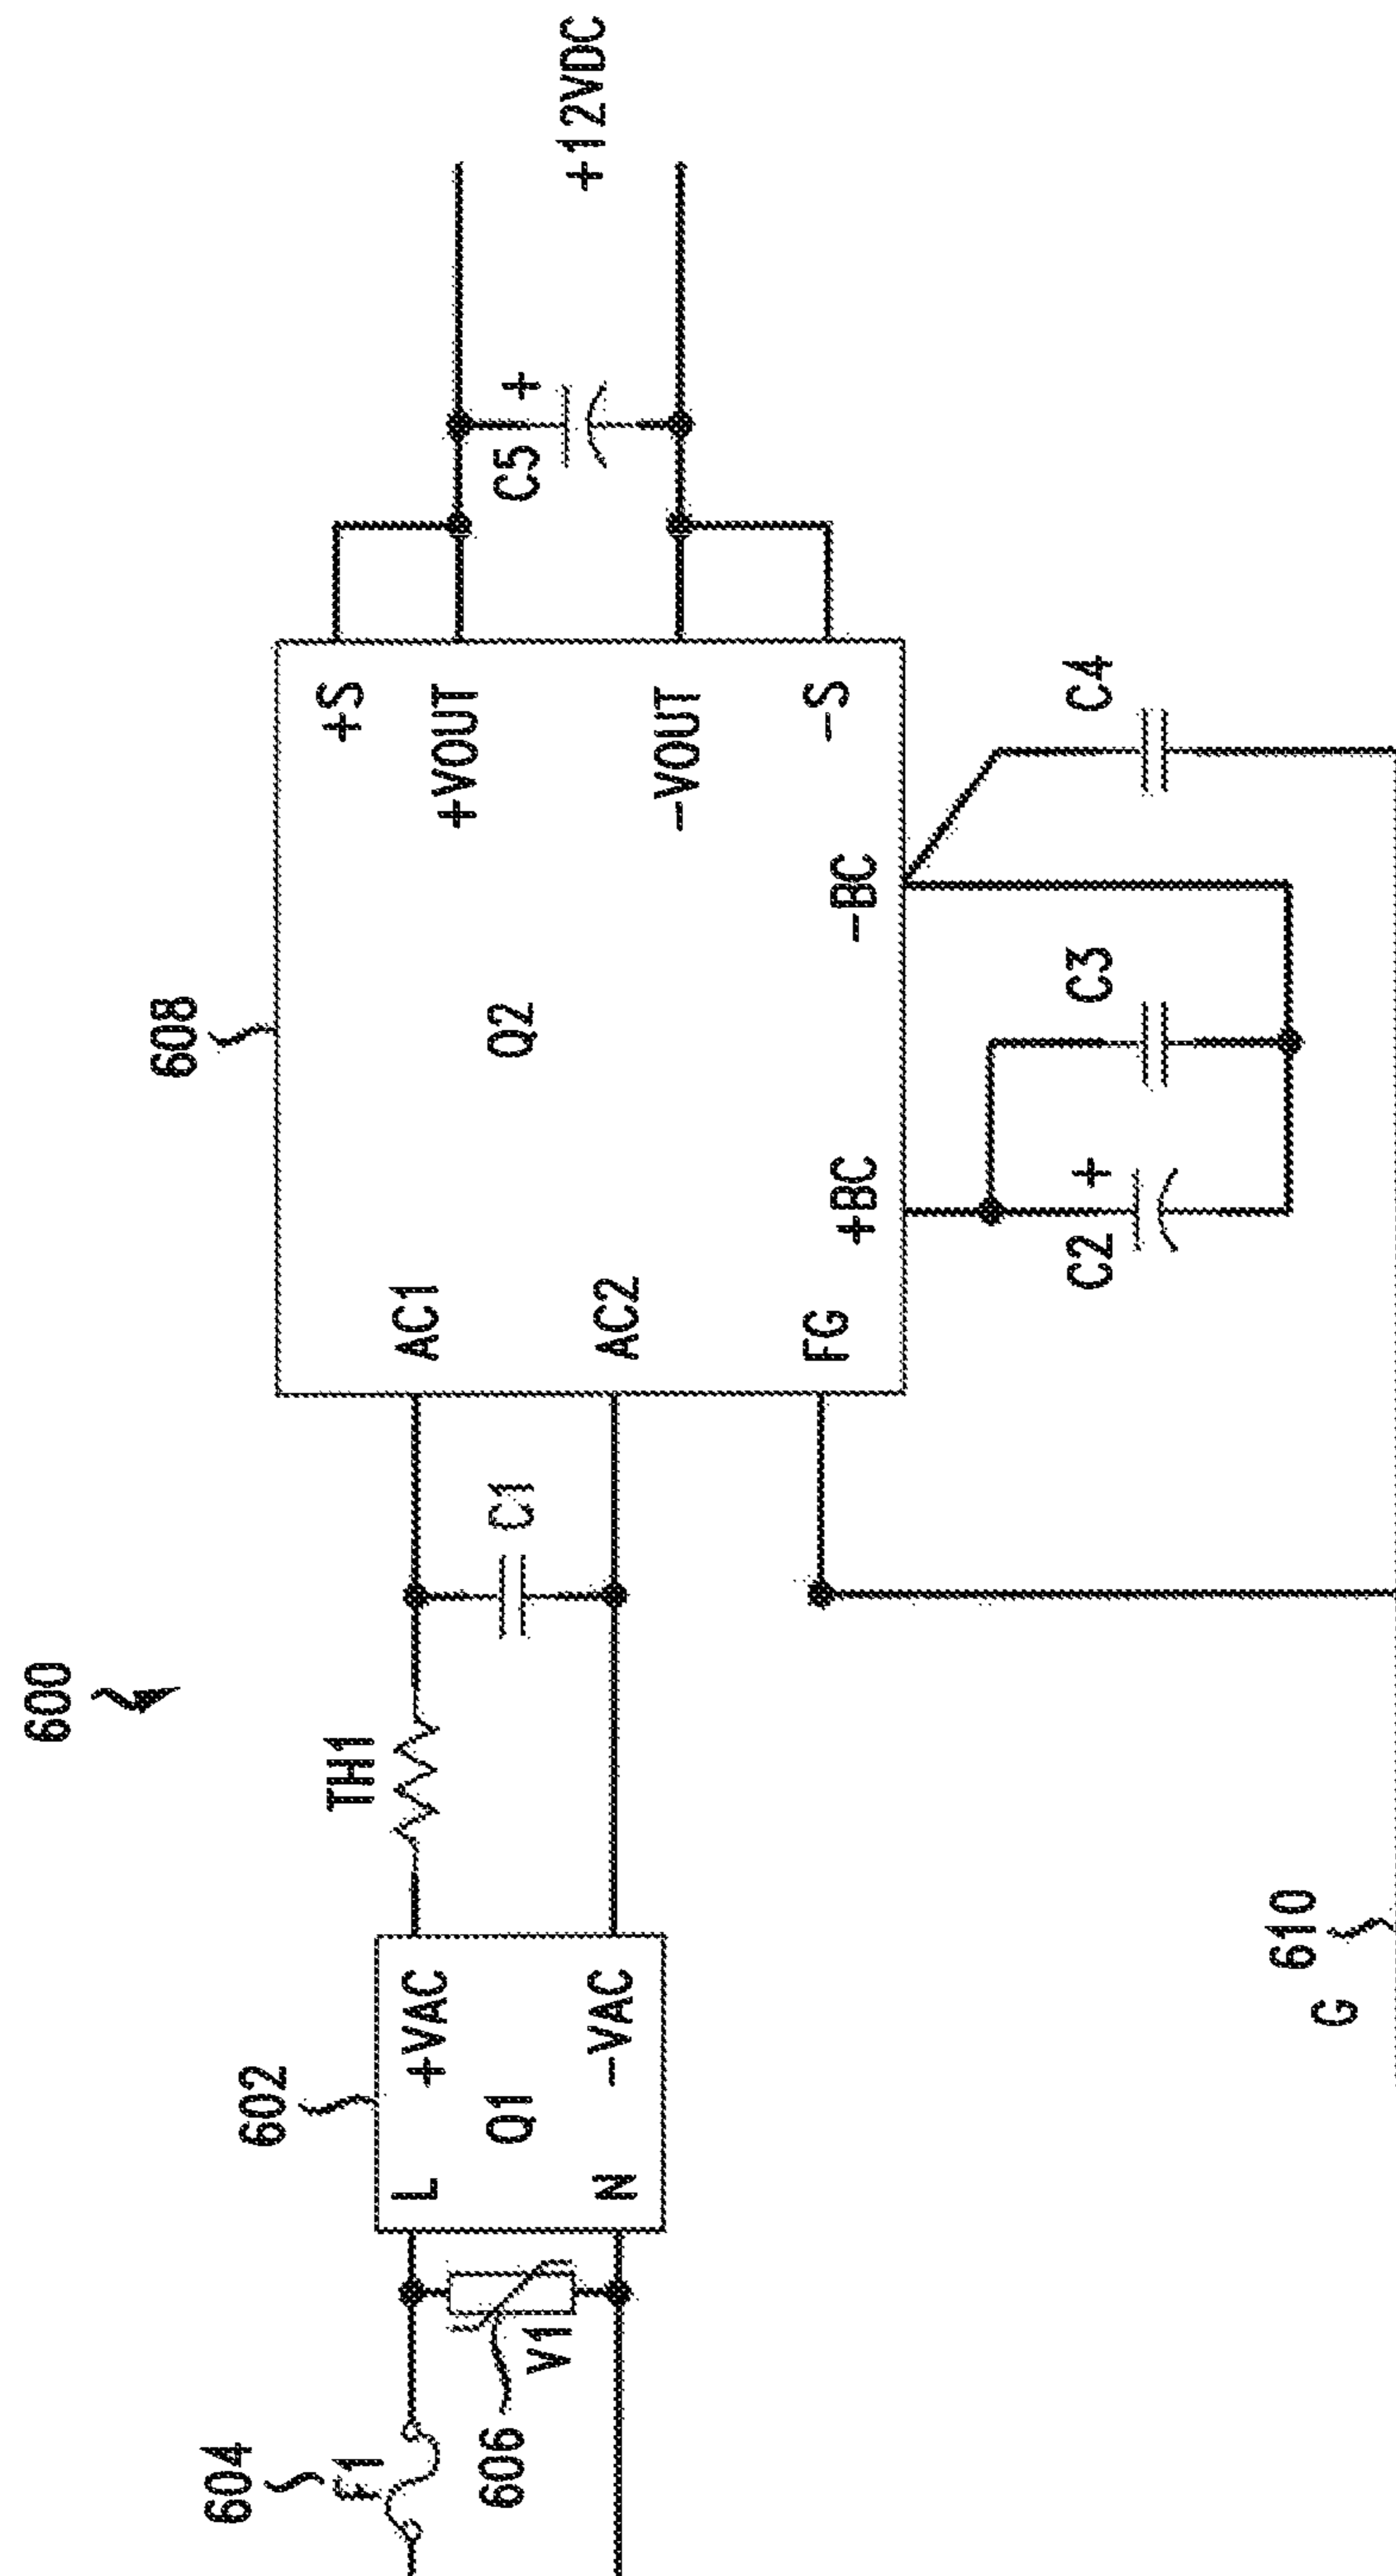 600
604
F1
606
V1
602
L
+VAC
Q1
N
-VAC
TH1
C1
608
AC1
+S
+VOUT
Q2
AC2
-VOUT
FG
+BC
-BC
-S
C5
+
+12VDC
C2
+
C3
C4
610
G